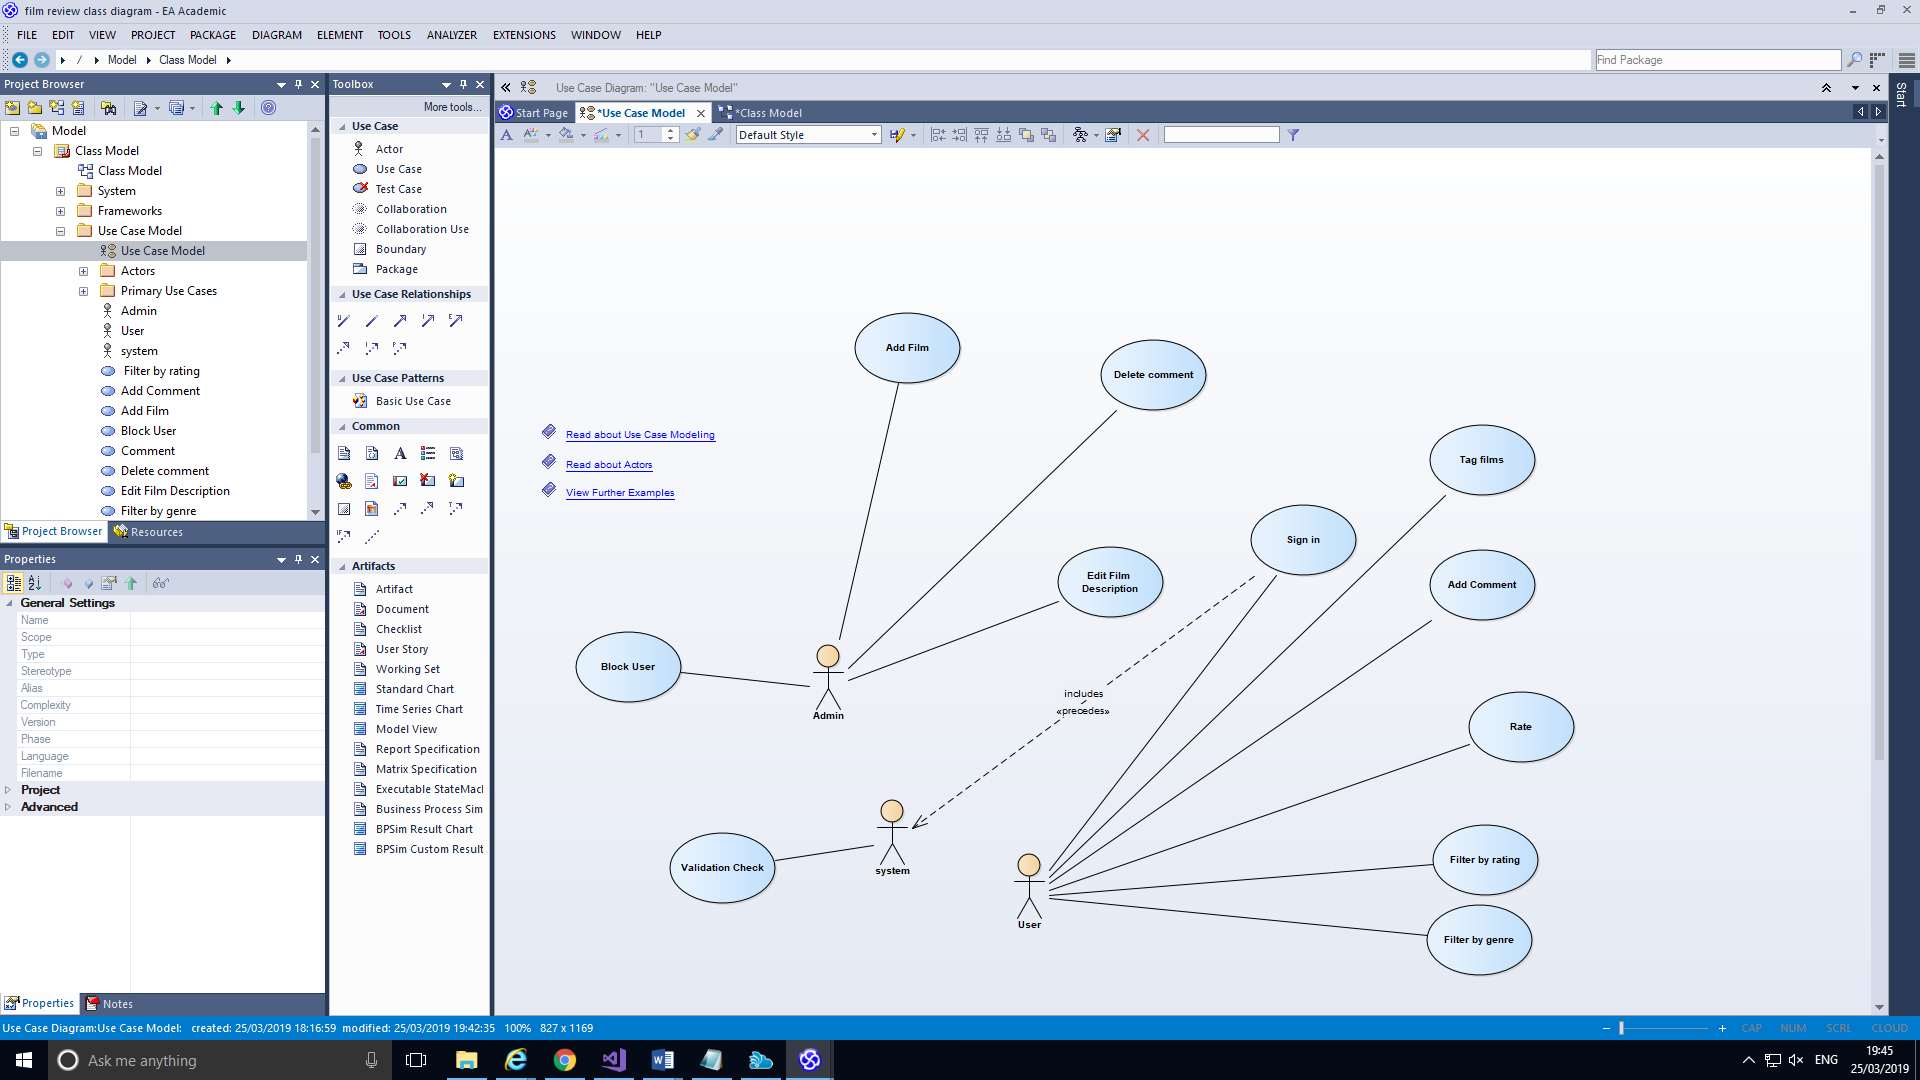 film review class diagram - EA Academic
FILE EDIT VIEW PROJECT PACKAGE DIAGRAM ELEMENT TOOLS ANALYZER EXTENSIONS WINDOW HELP
/ Model Class Model
Find Package
Project Browser
Model
Class Model
Class Model
System
Frameworks
Use Case Model
Use Case Model
Actors
Primary Use Cases
Admin
User
system
Filter by rating
Add Comment
Add Film
Block User
Comment
Delete comment
Edit Film Description
Filter by genre
Project Browser Resources
Properties
General Settings
Name
Scope
Type
Stereotype
Alias
Complexity
Version
Phase
Language
Filename
Project
Advanced
Properties Notes
Toolbox
More tools...
Use Case
Actor
Use Case
Test Case
Collaboration
Collaboration Use
Boundary
Package
Use Case Relationships
Use Case Patterns
Basic Use Case
Common
Artifacts
Artifact
Document
Checklist
User Story
Working Set
Standard Chart
Time Series Chart
Model View
Report Specification
Matrix Specification
Executable StateMacl
Business Process Sim
BPSim Result Chart
BPSim Custom Result
Use Case Diagram: "Use Case Model"
Start Page *Use Case Model *Class Model
1 Default Style
Start
Add Film
Delete comment
Read about Use Case Modeling
Read about Actors
View Further Examples
Tag films
Sign in
Edit Film
Description
Add Comment
Block User
Admin
includes
«precedes»
Rate
Validation Check
system
User
Filter by rating
Filter by genre
Use Case Diagram:Use Case Model: created: 25/03/2019 18:16:59 modified: 25/03/2019 19:42:35 100% 827 x 1169
CAP NUM SCRL CLOUD
Ask me anything
ENG
19:45
25/03/2019